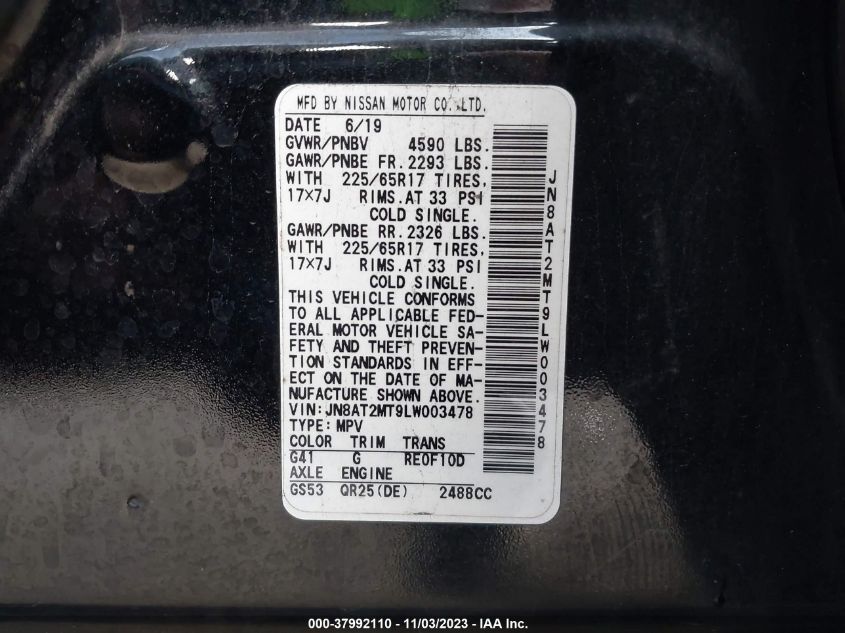 MFD BY NISSAN MOTOR CO.,LTD.
DATE 6/19
GVWR/PNBV 4590 LBS.
GAWR/PNBE FR. 2293 LBS.
WITH 225/65R17 TIRES,
17×7J RIMS.AT 33 PSI
COLD SINGLE.
GAWR/PNBE RR. 2326 LBS.
WITH 225/65R17 TIRES,
17×7J RIMS.AT 33 PSI
COLD SINGLE.
THIS VEHICLE CONFORMS
TO ALL APPLICABLE FED-
ERAL MOTOR VEHICLE SA-
FETY AND THEFT PREVEN-
TION STANDARDS IN EFF-
ECT ON THE DATE OF MA-
NUFACTURE SHOWN ABOVE.
VIN:JN8AT2MT9LW003478
TYPE:MPV
COLOR TRIM TRANS
G41 G RE0F10D
AXLE ENGINE
GS53 QR25(DE) 2488CC
JN8AT2MT9LW003478
000-37992110 - 11/03/2023 - IAA Inc.